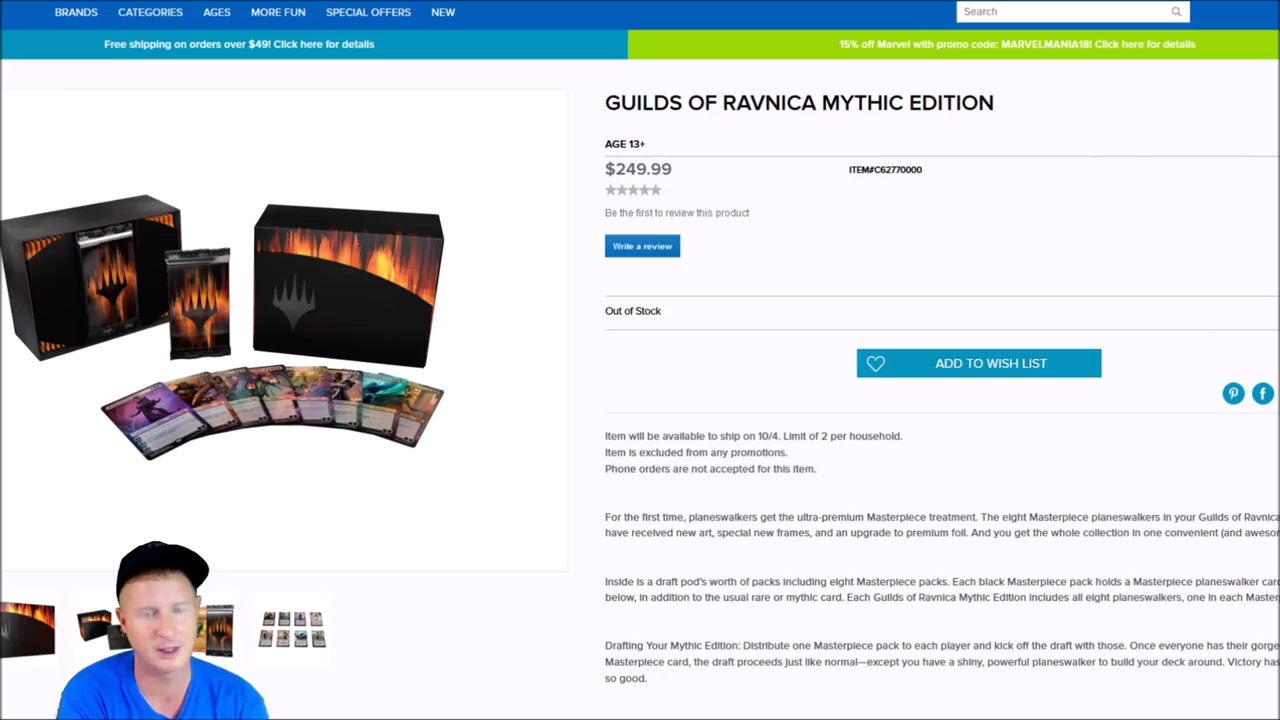 BRANDS CATEGORIES AGES MORE FUN SPECIAL OFFERS NEW Search
Free shipping on orders over $49! Click here for details 15% off Marvel with promo code: MARVELMANIA18! Click here for details
GUILDS OF RAVNICA MYTHIC EDITION
AGE 13+
$249.99 ITEM#C62770000
Be the first to review this product
Write a review
Out of Stock
ADD TO WISH LIST
Item will be available to ship on 10/4. Limit of 2 per household.
Item is excluded from any promotions.
Phone orders are not accepted for this item.
For the first time, planeswalkers get the ultra-premium Masterpiece treatment. The eight Masterpiece planeswalkers in your Guilds of Ravnica
have received new art, special new frames, and an upgrade to premium foil. And you get the whole collection in one convenient (and aweson
Inside is a draft pod's worth of packs including eight Masterpiece packs. Each black Masterpiece pack holds a Masterpiece planeswalker car
below, in addition to the usual rare or mythic card. Each Guilds of Ravnica Mythic Edition includes all eight planeswalkers, one in each Master
Drafting Your Mythic Edition: Distribute one Masterpiece pack to each player and kick off the draft with those. Once everyone has their gorge
Masterpiece card, the draft proceeds just like normal—except you have a shiny, powerful planeswalker to build your deck around. Victory has
so good.